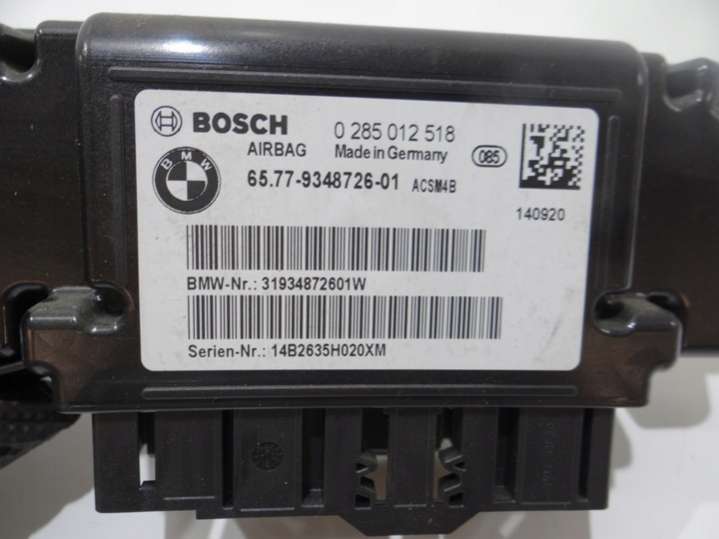 BOSCH 0 285 012 518
AIRBAG Made in Germany 085
BMW 65.77-9348726-01 ACSM4B
140920
BMW-Nr.: 31934872601W
Serien-Nr.: 14B2635H020XM